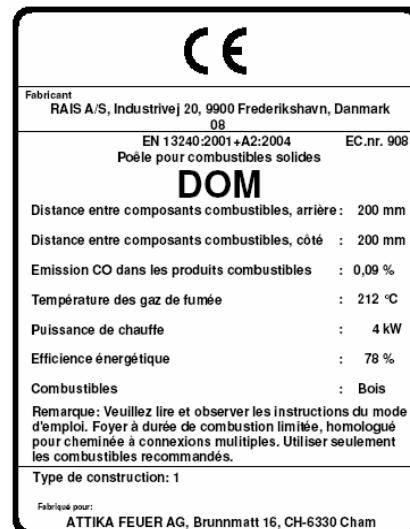 CE
Fabricant
RAIS A/S, Industrivej 20, 9900 Frederikshavn, Danmark
08
EN 13240:2001+A2:2004 EC.nr. 908
Poêle pour combustibles solides
DOM
Distance entre composants combustibles, arrière : 200 mm
Distance entre composants combustibles, côté : 200 mm
Emission CO dans les produits combustibles : 0,09 %
Température des gaz de fumée : 212 °C
Puissance de chauffe : 4 kW
Efficience énergétique : 78 %
Combustibles : Bois
Remarque: Veuillez lire et observer les instructions du mode
d'emploi. Foyer à durée de combustion limitée, homologué
pour cheminée à connexions mulitiples. Utiliser seulement
les combustibles recommandés.
Type de construction: 1
Fabriqué pour:
ATTIKA FEUER AG, Brunnmatt 16, CH-6330 Cham